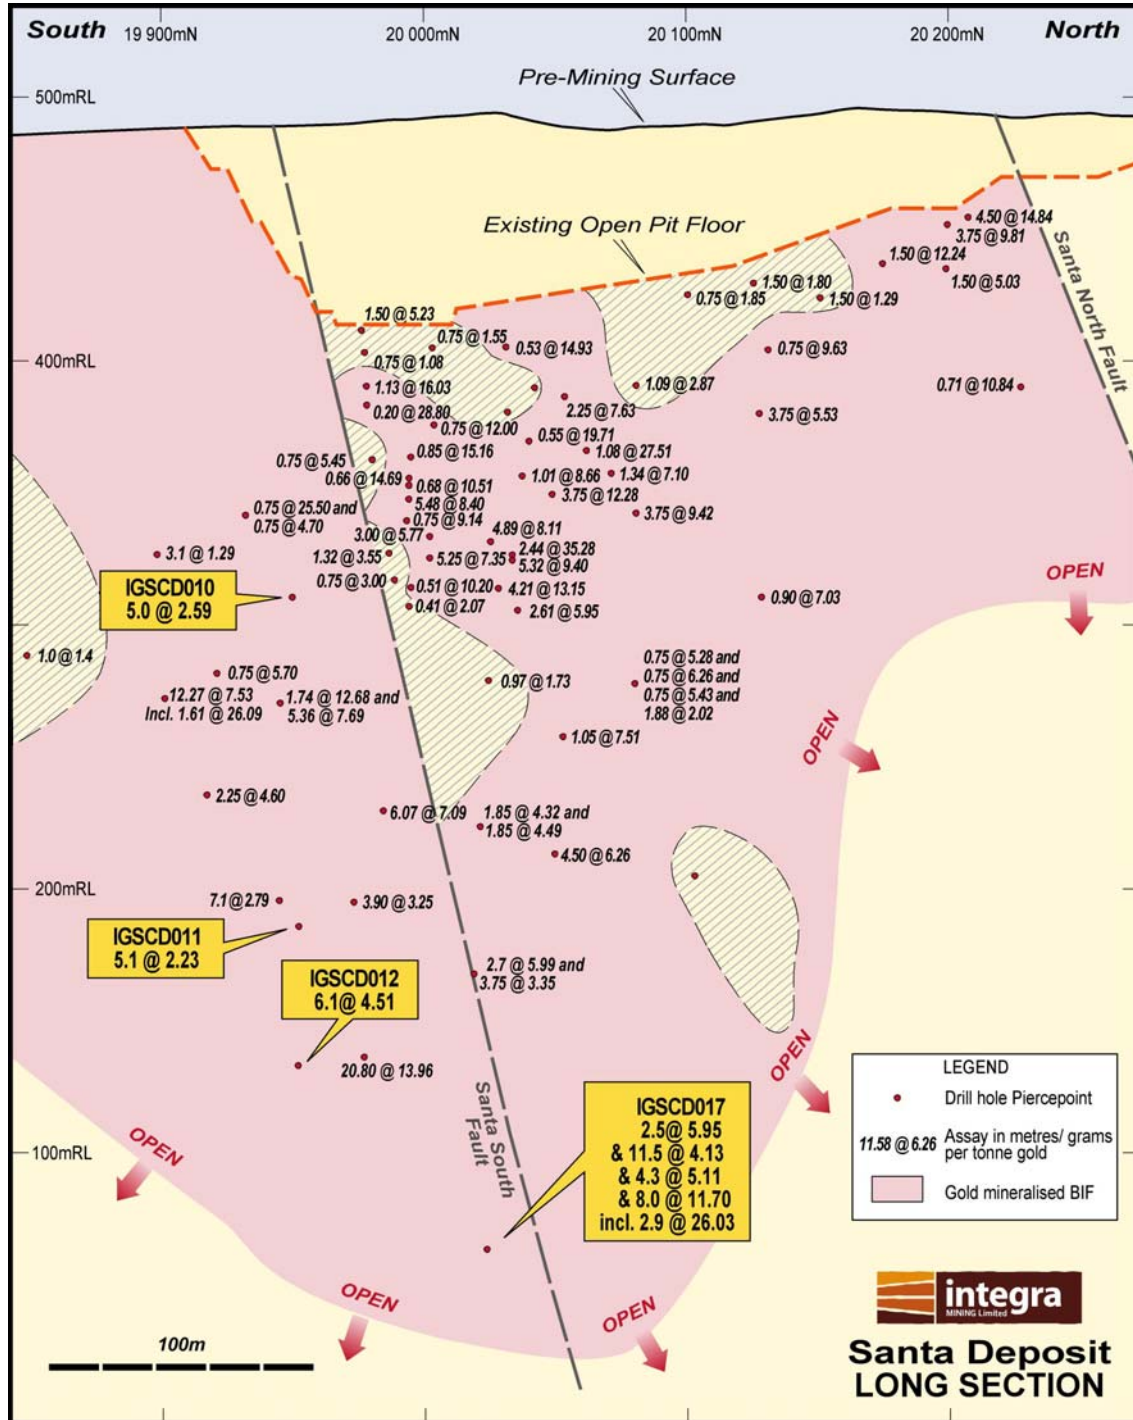 South
19 900mN
20 000mN
20 100mN
20 200mN
North
Pre-Mining Surface
500mRL
Existing Open Pit Floor
4.50 @ 14.84
3.75 @ 9.81
1.50 @ 12.24
1.50 @ 5.03
Santa North Fault
1.50 @ 1.80
0.75 @ 1.85
1.50 @ 1.29
1.50 @ 5.23
0.75 @ 1.55
0.53 @ 14.93
0.75 @ 9.63
400mRL
0.75 @ 1.08
1.13 @ 16.03
1.09 @ 2.87
0.71 @ 10.84
0.20 @ 28.80
2.25 @ 7.63
3.75 @ 5.53
0.75 @ 12.00
0.55 @ 19.71
1.08 @ 27.51
0.75 @ 5.45
0.85 @ 15.16
0.66 @ 14.69
0.68 @ 10.51
1.01 @ 8.66
1.34 @ 7.10
3.75 @ 12.28
5.48 @ 8.40
0.75 @ 25.50 and
0.75 @ 4.70
0.75 @ 9.14
3.75 @ 9.42
3.00 @ 5.77
4.89 @ 8.11
3.1 @ 1.29
1.32 @ 3.55
5.25 @ 7.35
2.44 @ 35.28
5.32 @ 9.40
OPEN
IGSCD010
5.0 @ 2.59
0.75 @ 3.00
0.51 @ 10.20
4.21 @ 13.15
0.41 @ 2.07
2.61 @ 5.95
0.90 @ 7.03
1.0 @ 1.4
0.75 @ 5.70
0.97 @ 1.73
0.75 @ 5.28 and
0.75 @ 6.26 and
0.75 @ 5.43 and
1.88 @ 2.02
12.27 @ 7.53
Incl. 1.61 @ 26.09
1.74 @ 12.68 and
5.36 @ 7.69
1.05 @ 7.51
OPEN
2.25 @ 4.60
6.07 @ 7.09
1.85 @ 4.32 and
1.85 @ 4.49
4.50 @ 6.26
200mRL
7.1 @ 2.79
3.90 @ 3.25
IGSCD011
5.1 @ 2.23
2.7 @ 5.99 and
3.75 @ 3.35
IGSCD012
6.1@ 4.51
20.80 @ 13.96
OPEN
Santa South
Fault
IGSCD017
2.5@ 5.95
& 11.5 @ 4.13
& 4.3 @ 5.11
& 8.0 @ 11.70
incl. 2.9 @ 26.03
LEGEND
Drill hole Piercepoint
11.58 @ 6.26
Assay in metres/ grams
per tonne gold
Gold mineralised BIF
100mRL
OPEN
OPEN
OPEN
100m
integra
MINING Limited
Santa Deposit
LONG SECTION